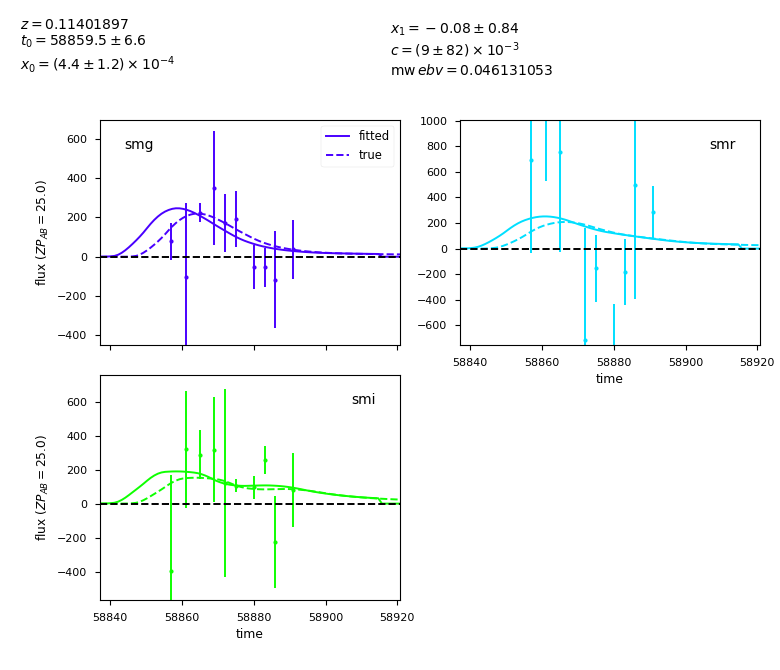 z = 0.11401897
t₀ = 58859.5 ± 6.6
x₀ = (4.4 ± 1.2) × 10⁻⁴
x₁ = −0.08 ± 0.84
c = (9 ± 82) × 10⁻³
mw ebv = 0.046131053
smg
fitted
true
600
400
200
0
−200
−400
flux (ZP_AB = 25.0)
smr
1000
800
600
400
200
0
−200
−400
−600
58840 58860 58880 58900 58920
time
smi
600
400
200
0
−200
−400
flux (ZP_AB = 25.0)
58840 58860 58880 58900 58920
time